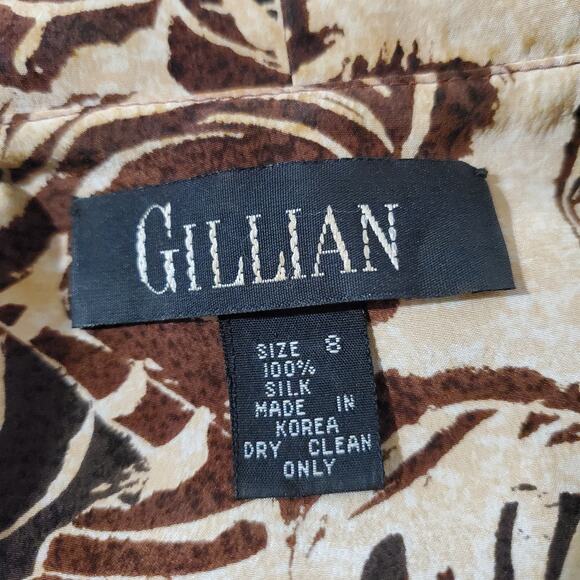 GILLIAN
SIZE 8
100%
SILK
MADE IN
KOREA
DRY CLEAN
ONLY